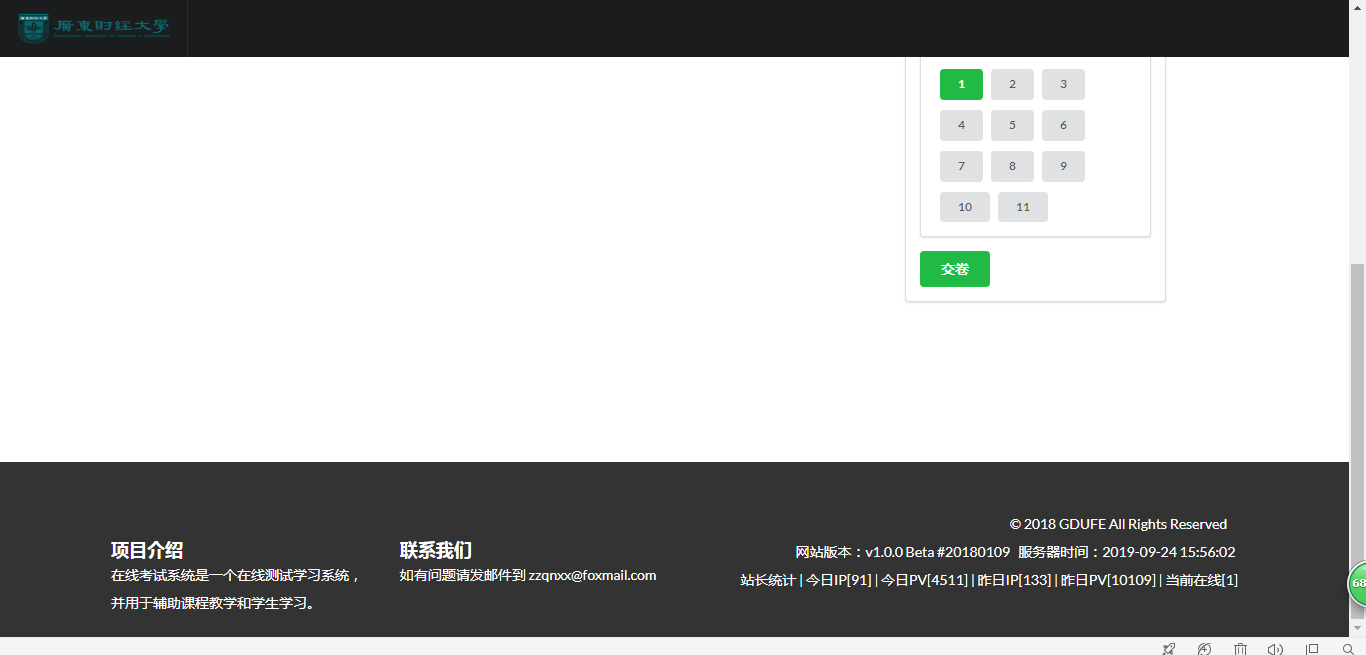 廣東财经大學
1 2 3
4 5 6
7 8 9
10 11
交卷
© 2018 GDUFE All Rights Reserved
项目介绍
联系我们
网站版本：v1.0.0 Beta #20180109 服务器时间：2019-09-24 15:56:02
在线考试系统是一个在线测试学习系统，
如有问题请发邮件到 zzqnxx@foxmail.com
站长统计 | 今日IP[91] | 今日PV[4511] | 昨日IP[133] | 昨日PV[10109] | 当前在线[1]
并用于辅助课程教学和学生学习。
68